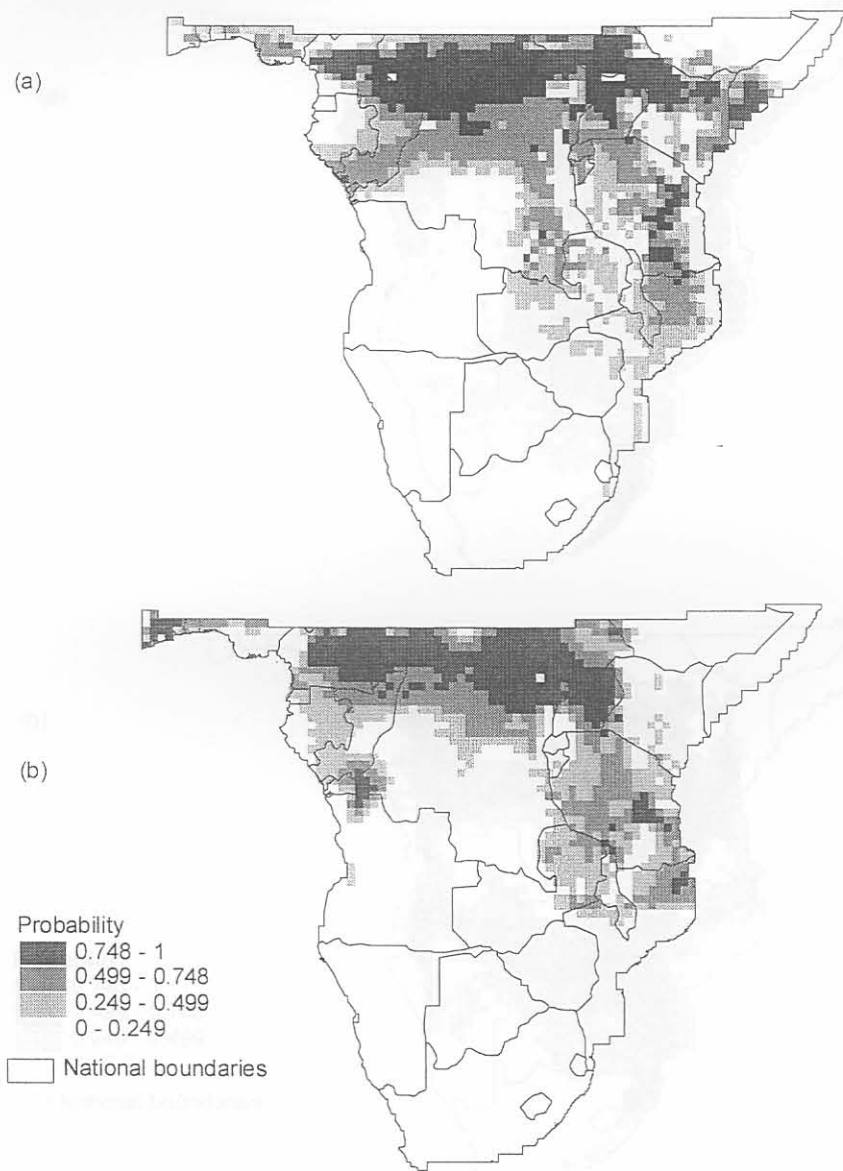 (a)
(b)
Probability
0.748 - 1
0.499 - 0.748
0.249 - 0.499
0 - 0.249
National boundaries